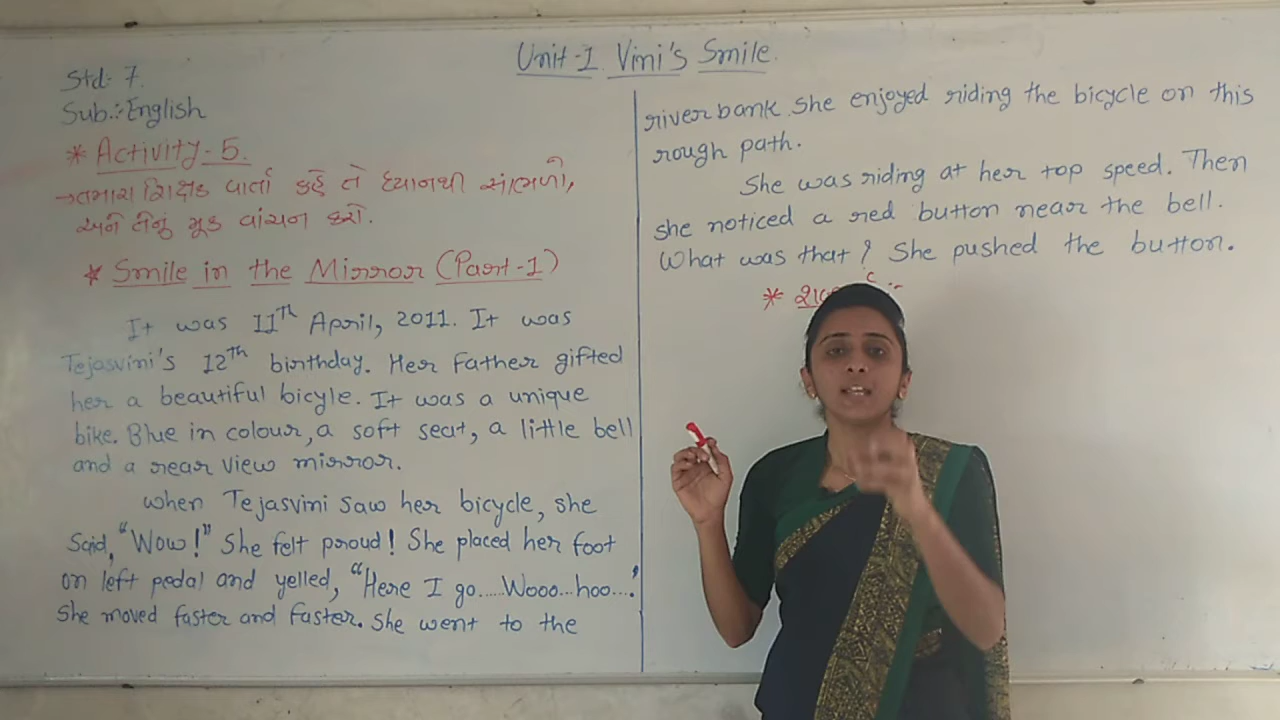 Unit-1 Vini's Smile.
Std: 7.
Sub.: English
* Activity-5.
→તમારા શિક્ષક વાર્તા કહે તે ધ્યાનથી સાંભળો,
અને તેનું મૂક વાંચન કરો.
* Smile in the Mirror (Part-1)
It was 11Th April, 2011. It was
Tejasvini's 12Th birthday. Her Father gifted
her a beautiful bicyle. It was a unique
bike. Blue in colour, a soft seat, a little bell
and a rear view mirror.
when Tejasvini saw her bicycle, she
Said, "Wow!" She felt proud! She placed her foot
on left pedal and yelled, "Here I go.....Wooo...hoo....'
She moved faster and faster. She went to the
river bank. She enjoyed riding the bicycle on this
rough path.
She was riding at her top speed. Then
she noticed a red button near the bell.
What was that? She pushed the button.